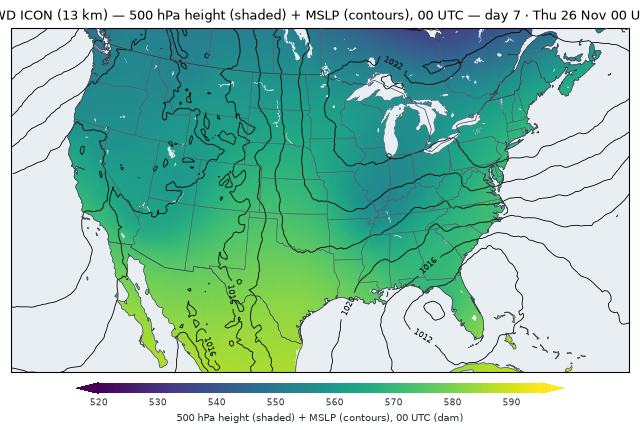 WD ICON (13 km) — 500 hPa height (shaded) + MSLP (contours), 00 UTC — day 7 · Thu 26 Nov 00 U
1032
1016
1016
1016
1020
1012
520 530 540 550 560 570 580 590
500 hPa height (shaded) + MSLP (contours), 00 UTC (dam)